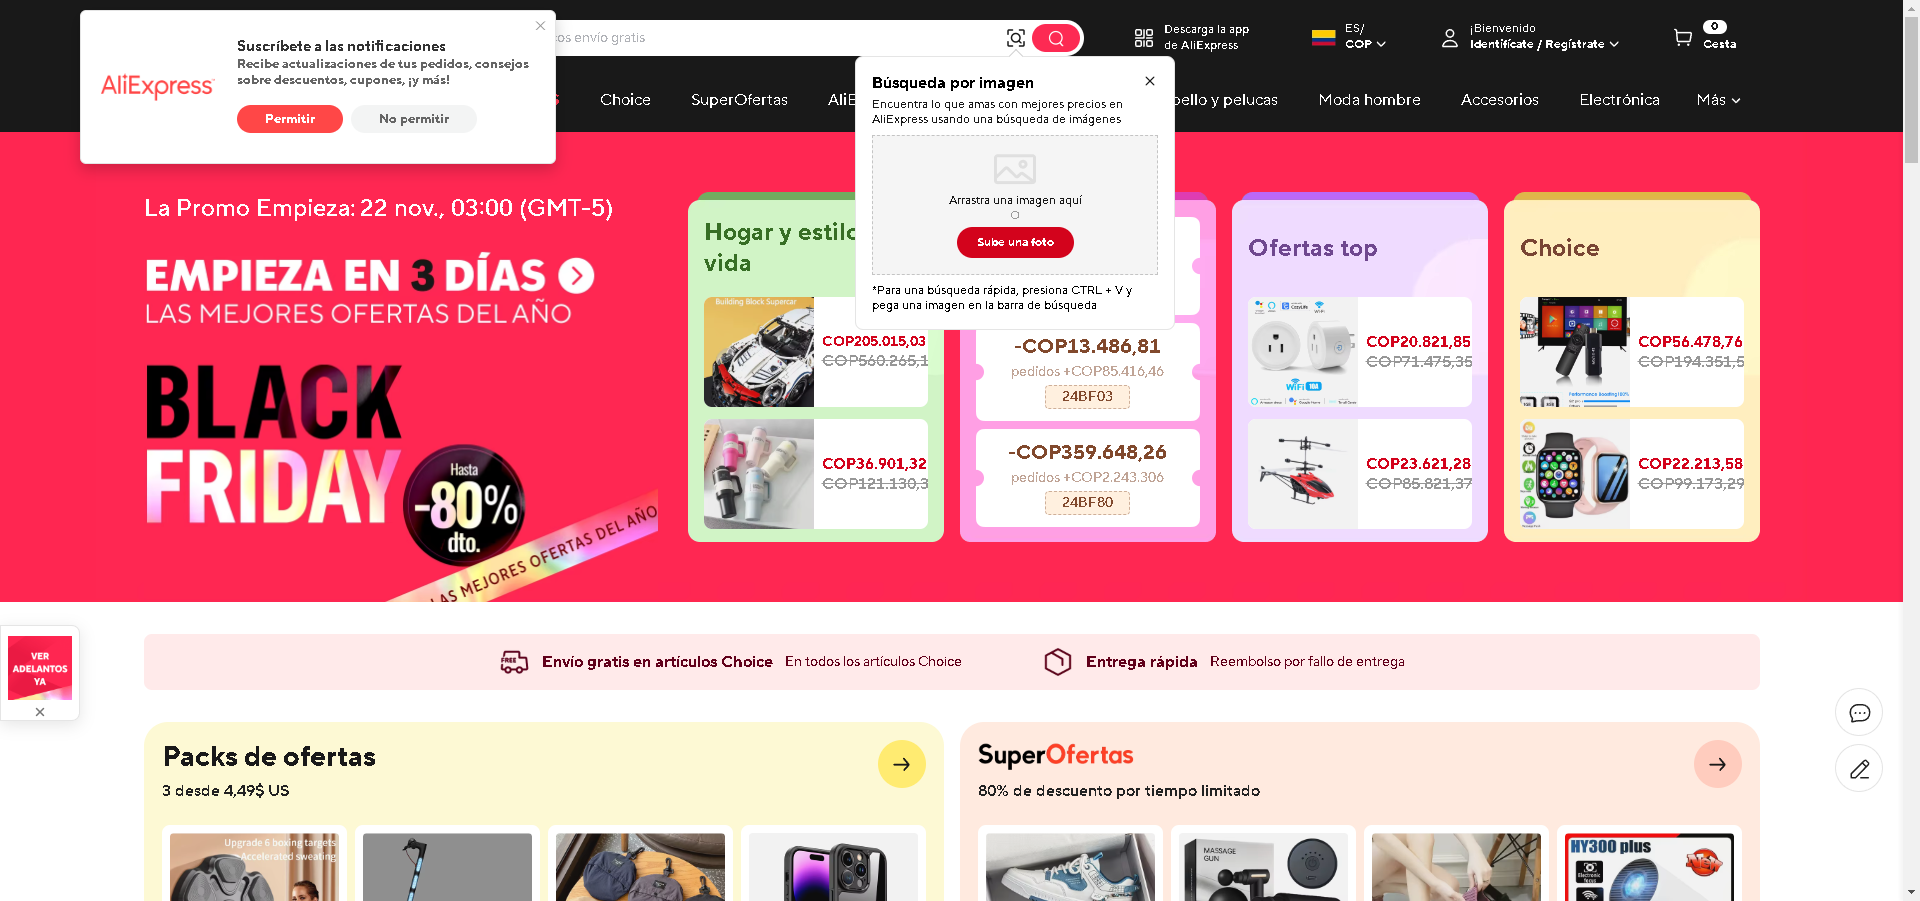 AliExpress
Suscríbete a las notificaciones
Recibe actualizaciones de tus pedidos, consejos
sobre descuentos, cupones, ¡y más!
Permitir
No permitir
envío gratis
Descarga la app
de AliExpress
ES/
COP
¡Bienvenido
Identifícate / Regístrate
0
Cesta
Choice
SuperOfertas
y pelucas
Moda hombre
Accesorios
Electrónica
Más
Búsqueda por imagen
Encuentra lo que amas con mejores precios en
AliExpress usando una búsqueda de imágenes
Arrastra una imagen aquí
O
Sube una foto
*Para una búsqueda rápida, presiona CTRL + V y
pega una imagen en la barra de búsqueda
La Promo Empieza: 22 nov., 03:00 (GMT-5)
EMPIEZA EN 3 DÍAS
LAS MEJORES OFERTAS DEL AÑO
BLACK
FRIDAY
Hasta
-80%
dto.
LAS MEJORES OFERTAS DEL AÑO
Hogar y estilo
vida
Building Block Supercar
COP205.015,03
COP560.265,1
COP36.901,32
COP121.130,3
-COP13.486,81
pedidos +COP85.416,46
24BF03
-COP359.648,26
pedidos +COP2.243.306
24BF80
Ofertas top
WiFi
COP20.821,85
COP71.475,35
COP23.621,28
COP85.821,37
Choice
COP56.478,76
COP194.351,5
COP22.213,58
COP99.173,29
VER
ADELANTOS
YA
FREE
Envío gratis en artículos Choice
En todos los artículos Choice
Entrega rápida
Reembolso por fallo de entrega
Packs de ofertas
3 desde 4,49$ US
Upgrade 6 boxing targets
Accelerated sweating
SuperOfertas
80% de descuento por tiempo limitado
MASSAGE
GUN
HY300 plus
Electronic
focus
NEW